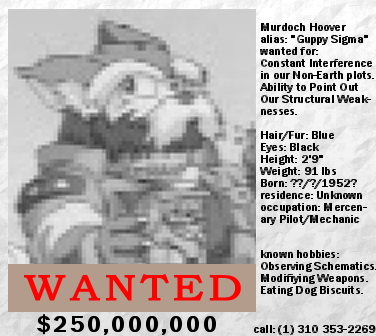 Murdoch Hoover
alias: "Guppy Sigma"
wanted for:
Constant Interference
in our Non-Earth plots.
Ability to Point Out
Our Structural Weak-
nesses.
Hair/Fur: Blue
Eyes: Black
Height: 2'9"
Weight: 91 lbs
Born: ??/?/1952?
residence: Unknown
occupation: Mercen-
ary Pilot/Mechanic
known hobbies:
Observing Schematics.
Modifiying Weapons.
Eating Dog Biscuits.
WANTED
$250,000,000
call: (1) 310 353-2269